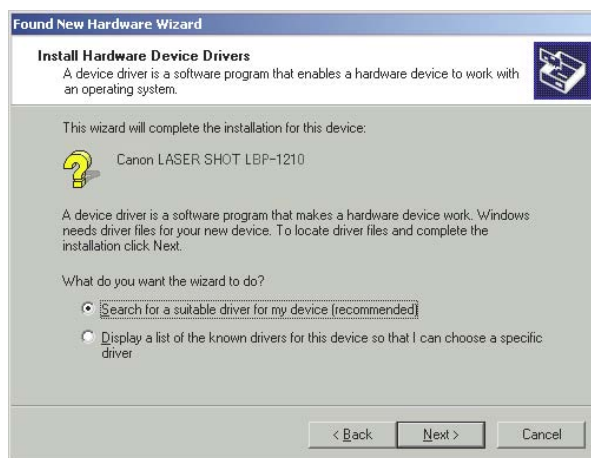 Found New Hardware Wizard
Install Hardware Device Drivers
A device driver is a software program that enables a hardware device to work with
an operating system.
This wizard will complete the installation for this device:
Canon LASER SHOT LBP-1210
A device driver is a software program that makes a hardware device work. Windows
needs driver files for your new device. To locate driver files and complete the
installation click Next.
What do you want the wizard to do?
Search for a suitable driver for my device (recommended)
Display a list of the known drivers for this device so that I can choose a specific
driver
< Back Next > Cancel